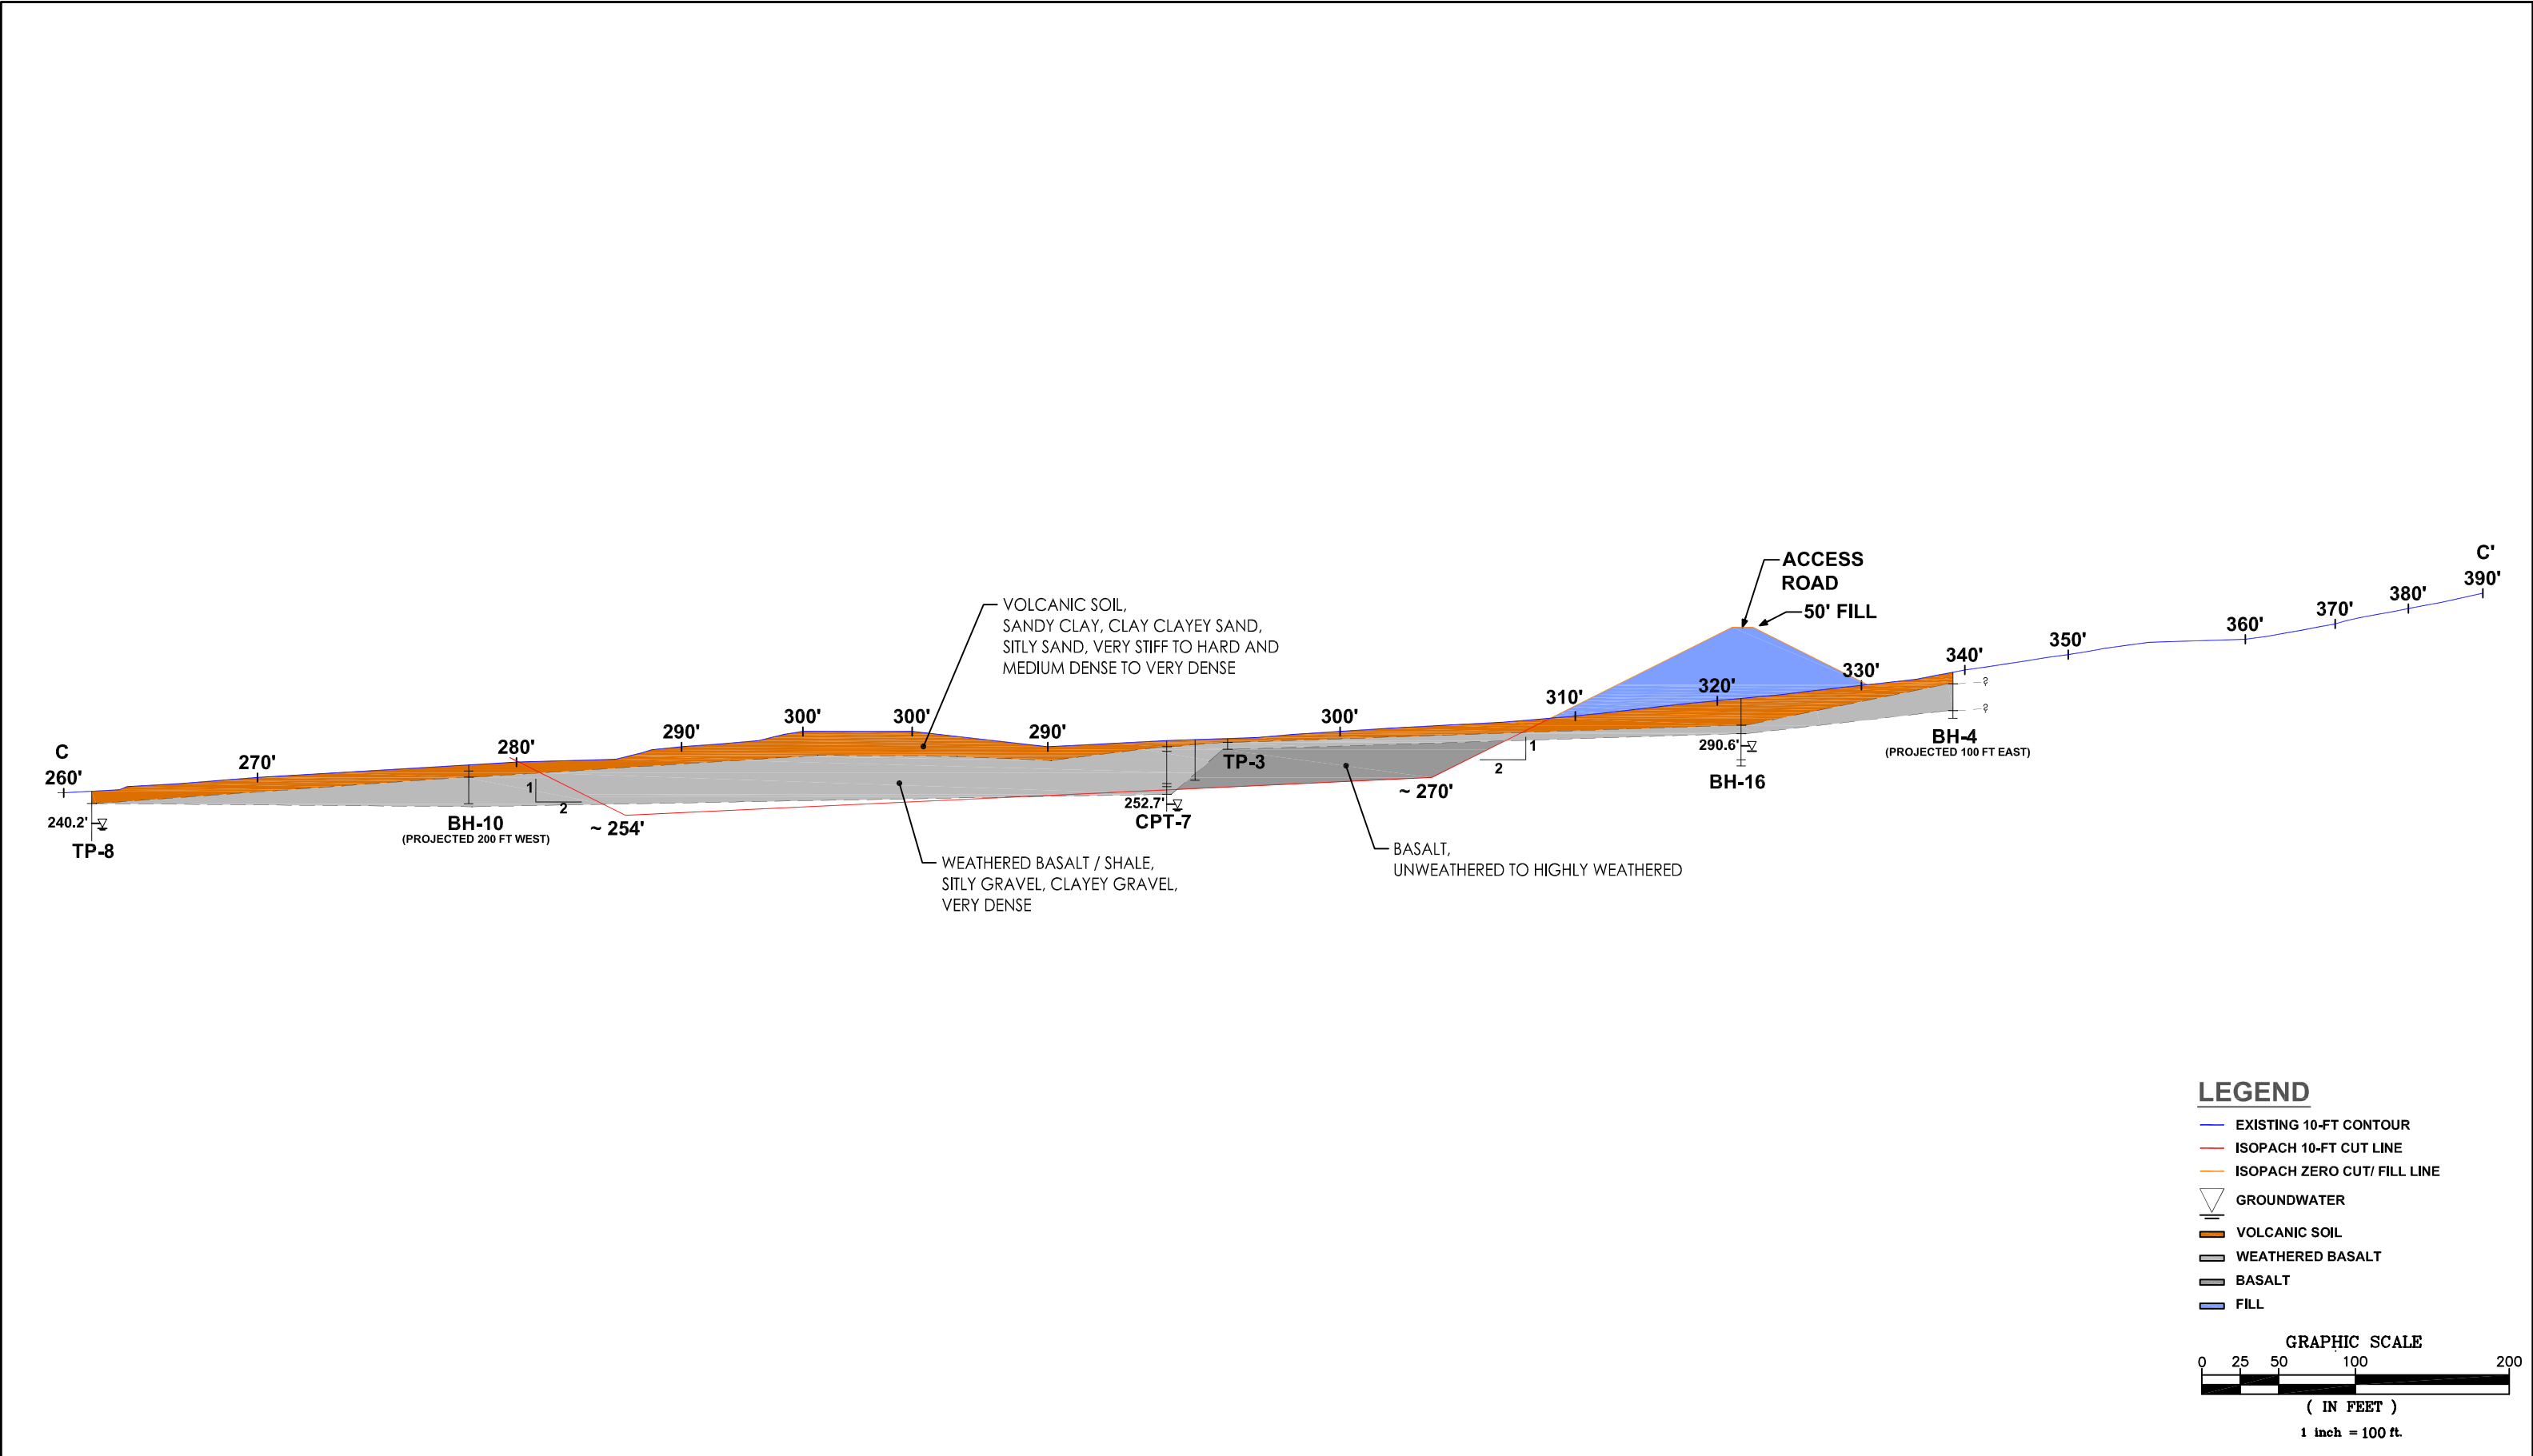 ACCESS
ROAD
50' FILL
C'
390'
380'
370'
360'
350'
340'
330'
320'
310'
VOLCANIC SOIL,
SANDY CLAY, CLAY CLAYEY SAND,
SITLY SAND, VERY STIFF TO HARD AND
MEDIUM DENSE TO VERY DENSE
C
260'
270'
280'
290'
300'
300'
290'
300'
?
?
240.2'
TP-8
BH-10
(PROJECTED 200 FT WEST)
1
2
~ 254'
252.7'
CPT-7
TP-3
~ 270'
1
2
290.6'
BH-16
BH-4
(PROJECTED 100 FT EAST)
WEATHERED BASALT / SHALE,
SITLY GRAVEL, CLAYEY GRAVEL,
VERY DENSE
BASALT,
UNWEATHERED TO HIGHLY WEATHERED
LEGEND
EXISTING 10-FT CONTOUR
ISOPACH 10-FT CUT LINE
ISOPACH ZERO CUT/ FILL LINE
GROUNDWATER
VOLCANIC SOIL
WEATHERED BASALT
BASALT
FILL
GRAPHIC SCALE
0 25 50 100 200
( IN FEET )
1 inch = 100 ft.